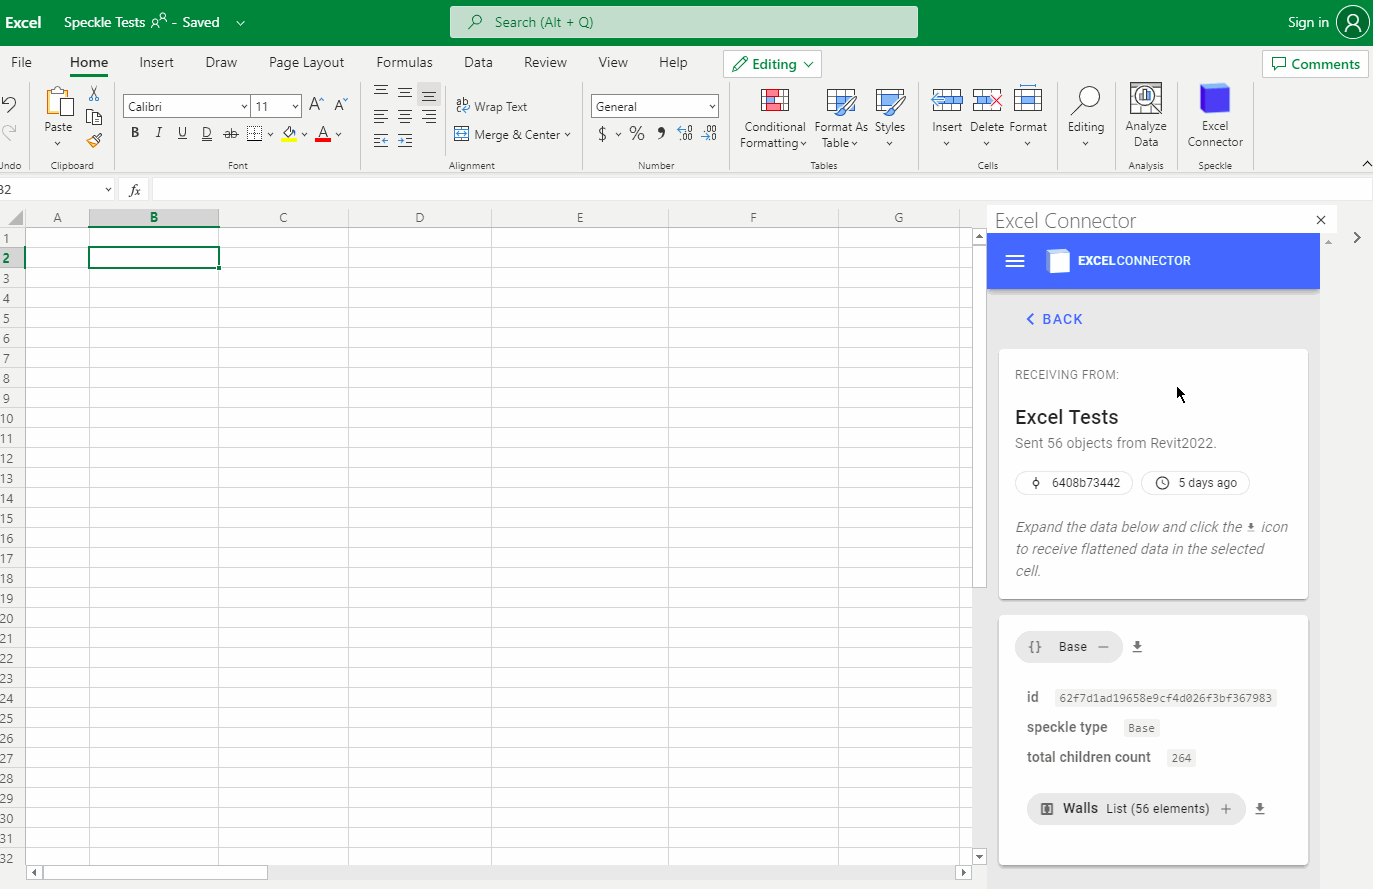 Excel Speckle Tests - Saved Search (Alt + Q) Sign in
File Home Insert Draw Page Layout Formulas Data Review View Help Editing Comments
Undo
Paste
Clipboard
Calibri 11
B I U D ab A
Font
ab Wrap Text
Merge & Center
Alignment
General
$ % 9 .00 .00
Number
Conditional Formatting
Format As Table
Styles
Tables
Insert Delete Format
Cells
Editing
Analyze Data
Analysis
Excel Connector
Speckle
B2 fx
A B C D E F G
1
2
3
4
5
6
7
8
9
10
11
12
13
14
15
16
17
18
19
20
21
22
23
24
25
26
27
28
29
30
31
32
Excel Connector
EXCELCONNECTOR
BACK
RECEIVING FROM:
Excel Tests
Sent 56 objects from Revit2022.
6408b73442 5 days ago
Expand the data below and click the icon
to receive flattened data in the selected
cell.
{} Base
id 62f7d1ad19658e9cf4d026f3bf367983
speckle type Base
total children count 264
Walls List (56 elements) +